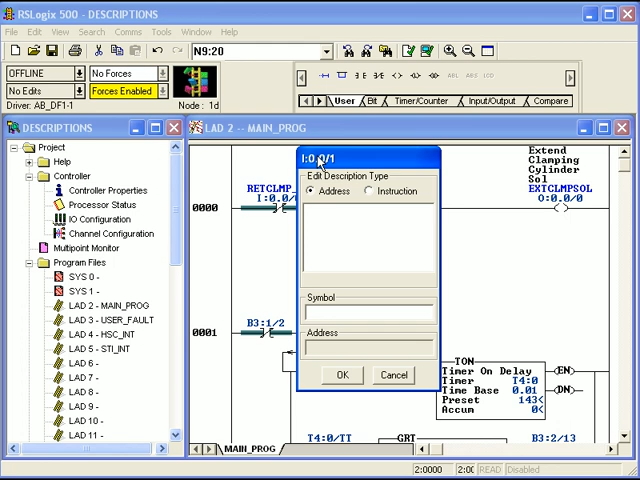 RSLogix 500 - DESCRIPTIONS
File Edit View Search Comms Tools Window Help
N9:20
OFFLINE
No Forces
No Edits
Forces Enabled
Driver: AB_DF1-1
Node: 1d
ABL ABS
User Bit Timer/Counter Input/Output Compare
DESCRIPTIONS
Project
Help
Controller
Controller Properties
Processor Status
IO Configuration
Channel Configuration
Multipoint Monitor
Program Files
SYS 0 -
SYS 1 -
LAD 2 - MAIN_PROG
LAD 3 - USER_FAULT
LAD 4 - HSC_INT
LAD 5 - STI_INT
LAD 6 -
LAD 7 -
LAD 8 -
LAD 9 -
LAD 10 -
LAD 11 -
LAD 2 -- MAIN_PROG
Extend
Clamping
Cylinder
Sol
EXTCLMPSOL
O:0.0/0
RETCLMP_
I:0.0/
0000
0001
B3:1/2
I:0.0/1
Edit Description Type
Address
Instruction
Symbol
Address
OK
Cancel
TON
Timer On Delay
Timer T4:0
Time Base 0.01
Preset 143<
Accum 0<
EN
DN
T4:0/TT
GRT
B3:2/13
MAIN_PROG
2:0000
2:00
READ
Disabled